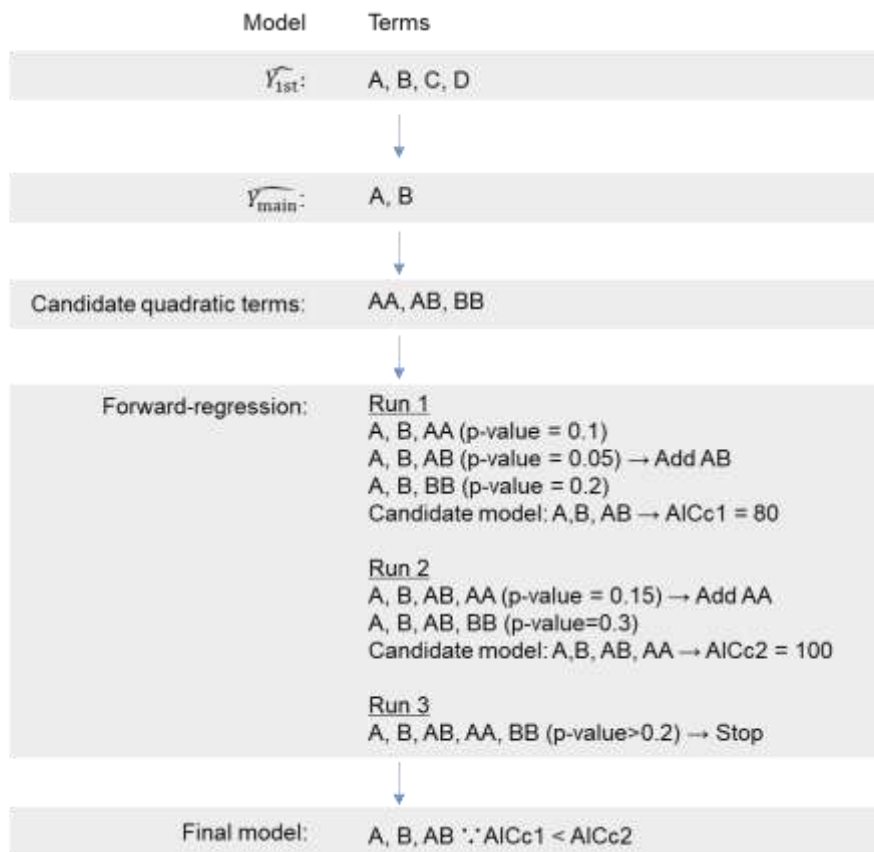 Model Terms
Ŷ1st: A, B, C, D
Ŷmain: A, B
Candidate quadratic terms: AA, AB, BB
Forward-regression: Run 1
A, B, AA (p-value = 0.1)
A, B, AB (p-value = 0.05) → Add AB
A, B, BB (p-value = 0.2)
Candidate model: A,B, AB → AICc1 = 80
Run 2
A, B, AB, AA (p-value = 0.15) → Add AA
A, B, AB, BB (p-value=0.3)
Candidate model: A,B, AB, AA → AICc2 = 100
Run 3
A, B, AB, AA, BB (p-value>0.2) → Stop
Final model: A, B, AB ∵ AICc1 < AICc2